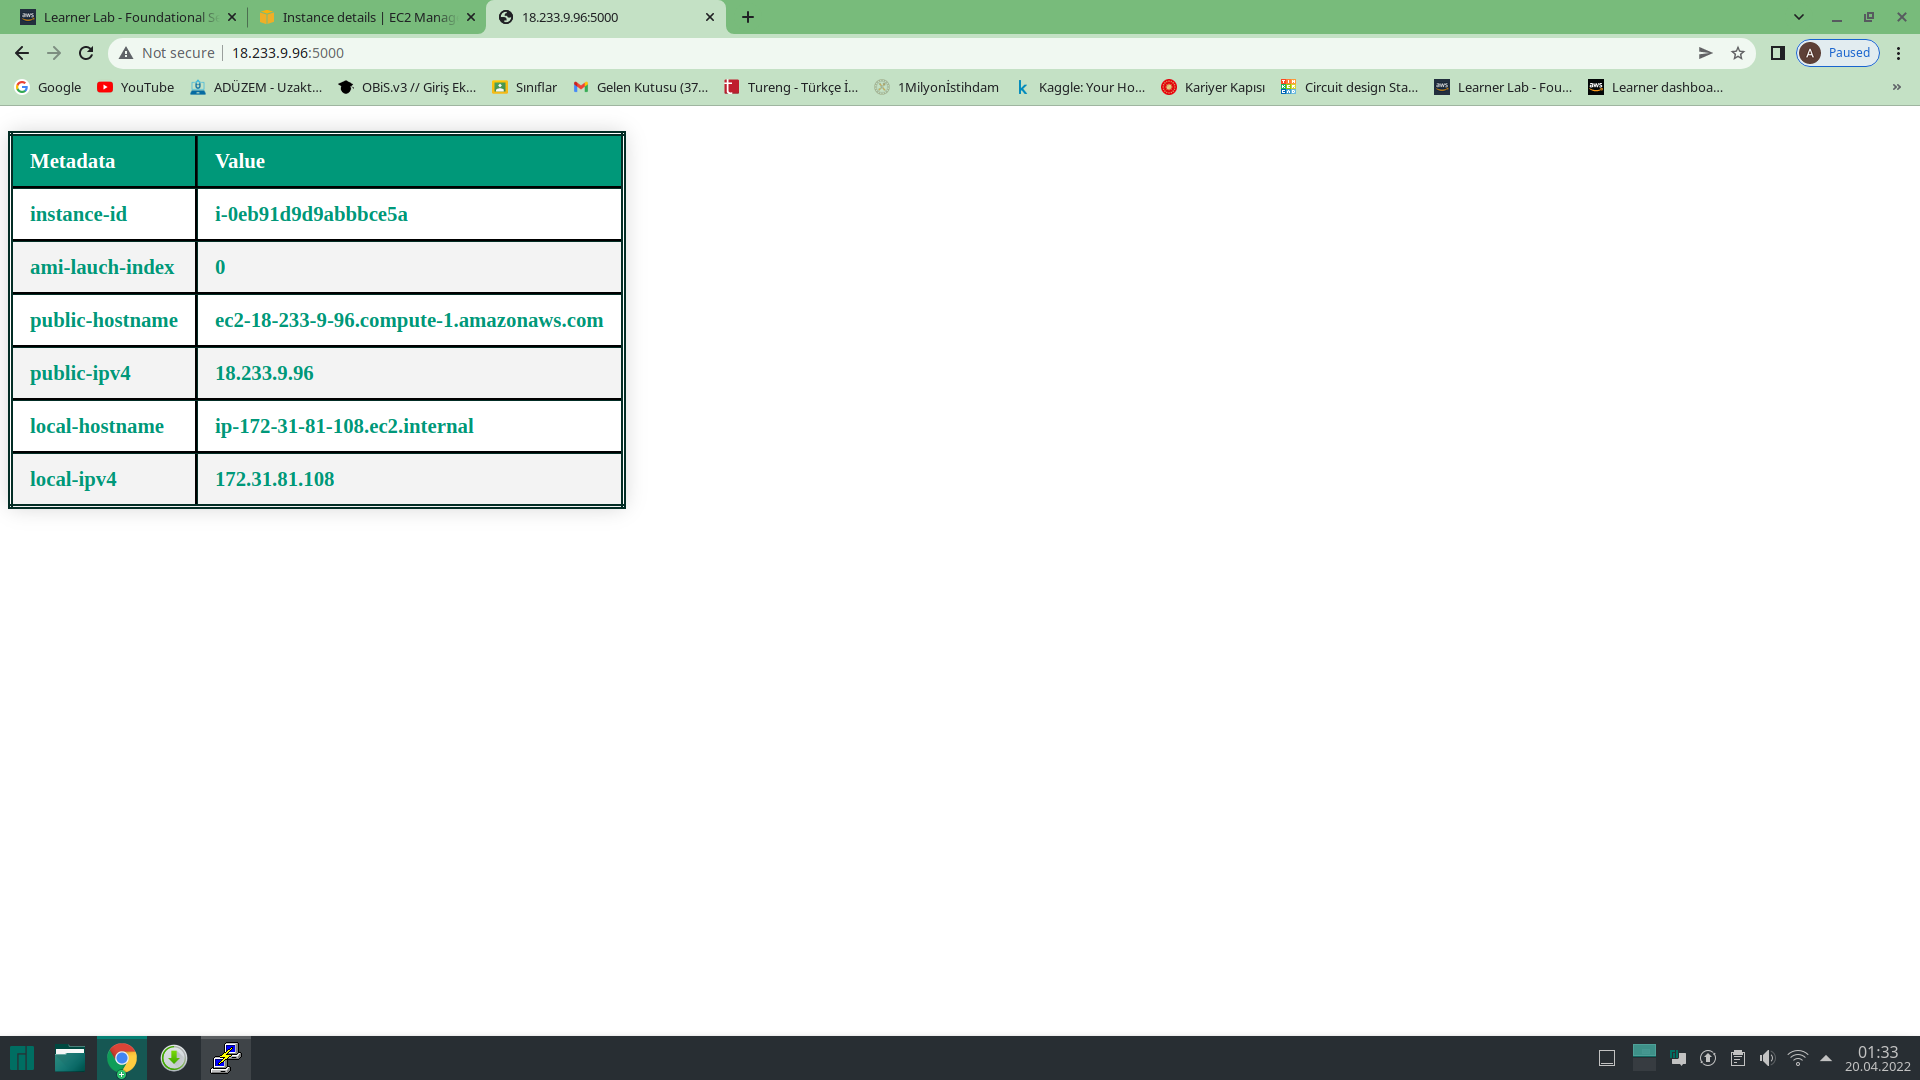 Learner Lab - Foundational Se
Instance details | EC2 Manag
18.233.9.96:5000
Not secure
18.233.9.96:5000
A
Paused
Google
YouTube
ADÜZEM - Uzakt...
OBiS.v3 // Giriş Ek...
Sınıflar
Gelen Kutusu (37...
Tureng - Türkçe İ...
1Milyonİstihdam
Kaggle: Your Ho...
Kariyer Kapısı
Circuit design Sta...
Learner Lab - Fou...
Learner dashboa...
Metadata Value
instance-id i-0eb91d9d9abbbce5a
ami-lauch-index 0
public-hostname ec2-18-233-9-96.compute-1.amazonaws.com
public-ipv4 18.233.9.96
local-hostname ip-172-31-81-108.ec2.internal
local-ipv4 172.31.81.108
01:33
20.04.2022